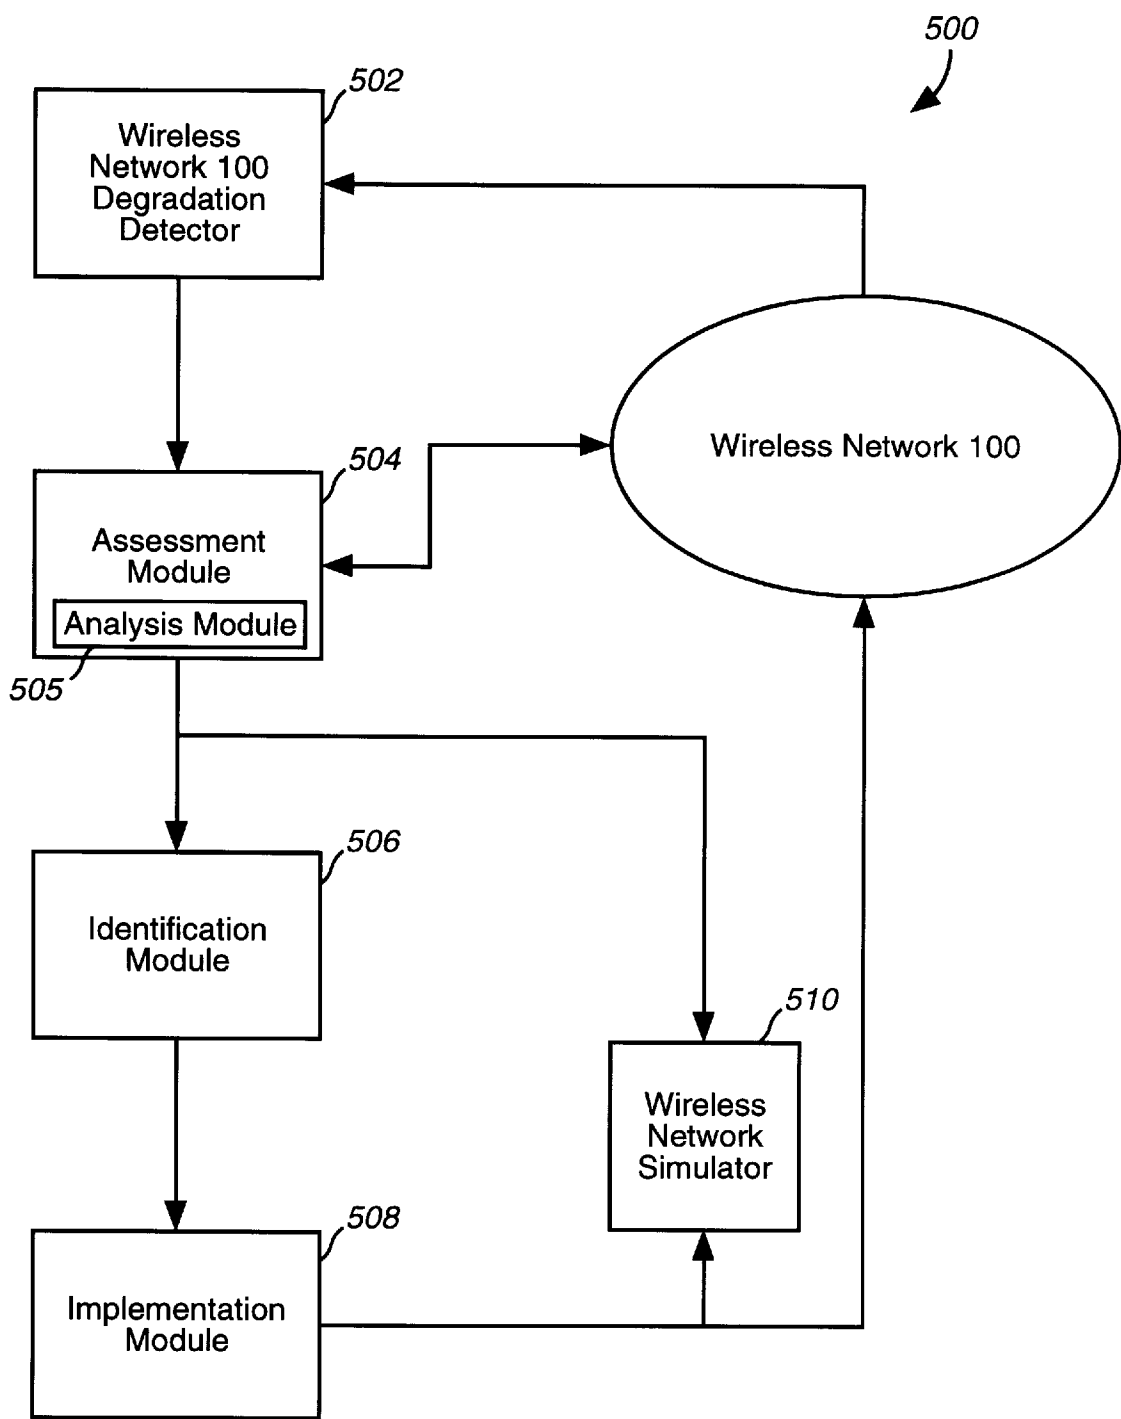 500
502
Wireless
Network 100
Degradation
Detector
Wireless Network 100
504
Assessment
Module
Analysis Module
505
506
Identification
Module
510
Wireless
Network
Simulator
508
Implementation
Module